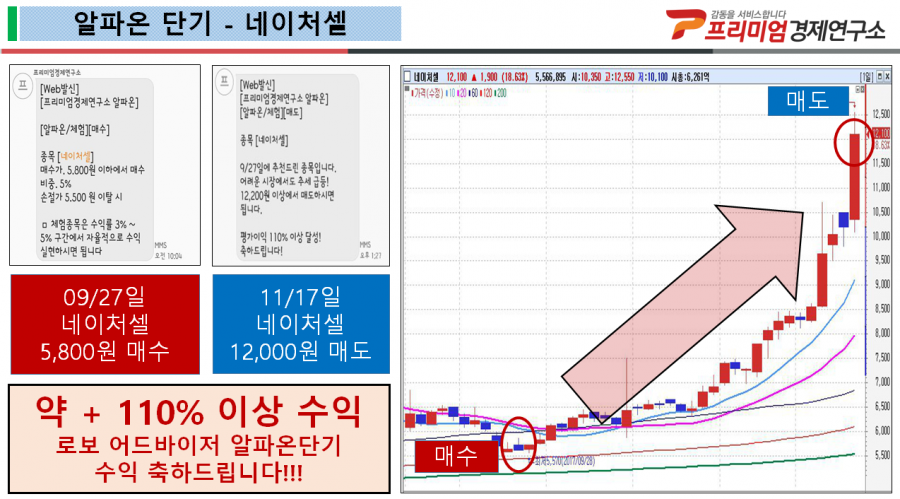 알파온 단기 - 네이처셀
감동을 서비스합니다
프리미엄경제연구소
프
프리미엄경제연구소
[Web발신]
[프리미엄경제연구소 알파온]
[알파온/체험][매수]
종목 [네이처셀]
매수가. 5,800원 이하에서 매수
비중. 5%
손절가 5,500 원 이탈 시
ㅁ 체험종목은 수익률 3% ~
5% 구간에서 자율적으로 수익
실현하시면 됩니다
MMS
오전 10:04
프
[Web발신]
[프리미엄경제연구소 알파온]
[알파온/체험][매도]
종목 [네이처셀]
9/27일에 추천드린 종목입니다.
어려운 시장에서도 추세 급등!
12,200원 이상에서 매도하시면
됩니다.
평가이익 110% 이상 달성!
축하드립니다!
MMS
오후 1:27
09/27일
네이처셀
5,800원 매수
11/17일
네이처셀
12,000원 매도
약 + 110% 이상 수익
로보 어드바이저 알파온단기
수익 축하드립니다!!!
네이처셀 12,100 ▲ 1,900 (18.63%) 5,566,895 시:10,350 고:12,550 저:10,100 시총:6,261억 [1일]
가격(수정) 10 20 60 120 200
매도
12,500
12,100
18.63%
11,500
11,000
10,500
10,000
9,500
9,000
8,500
8,000
7,500
7,000
6,500
6,000
5,500
매수
최저5,570(2017/09/28)